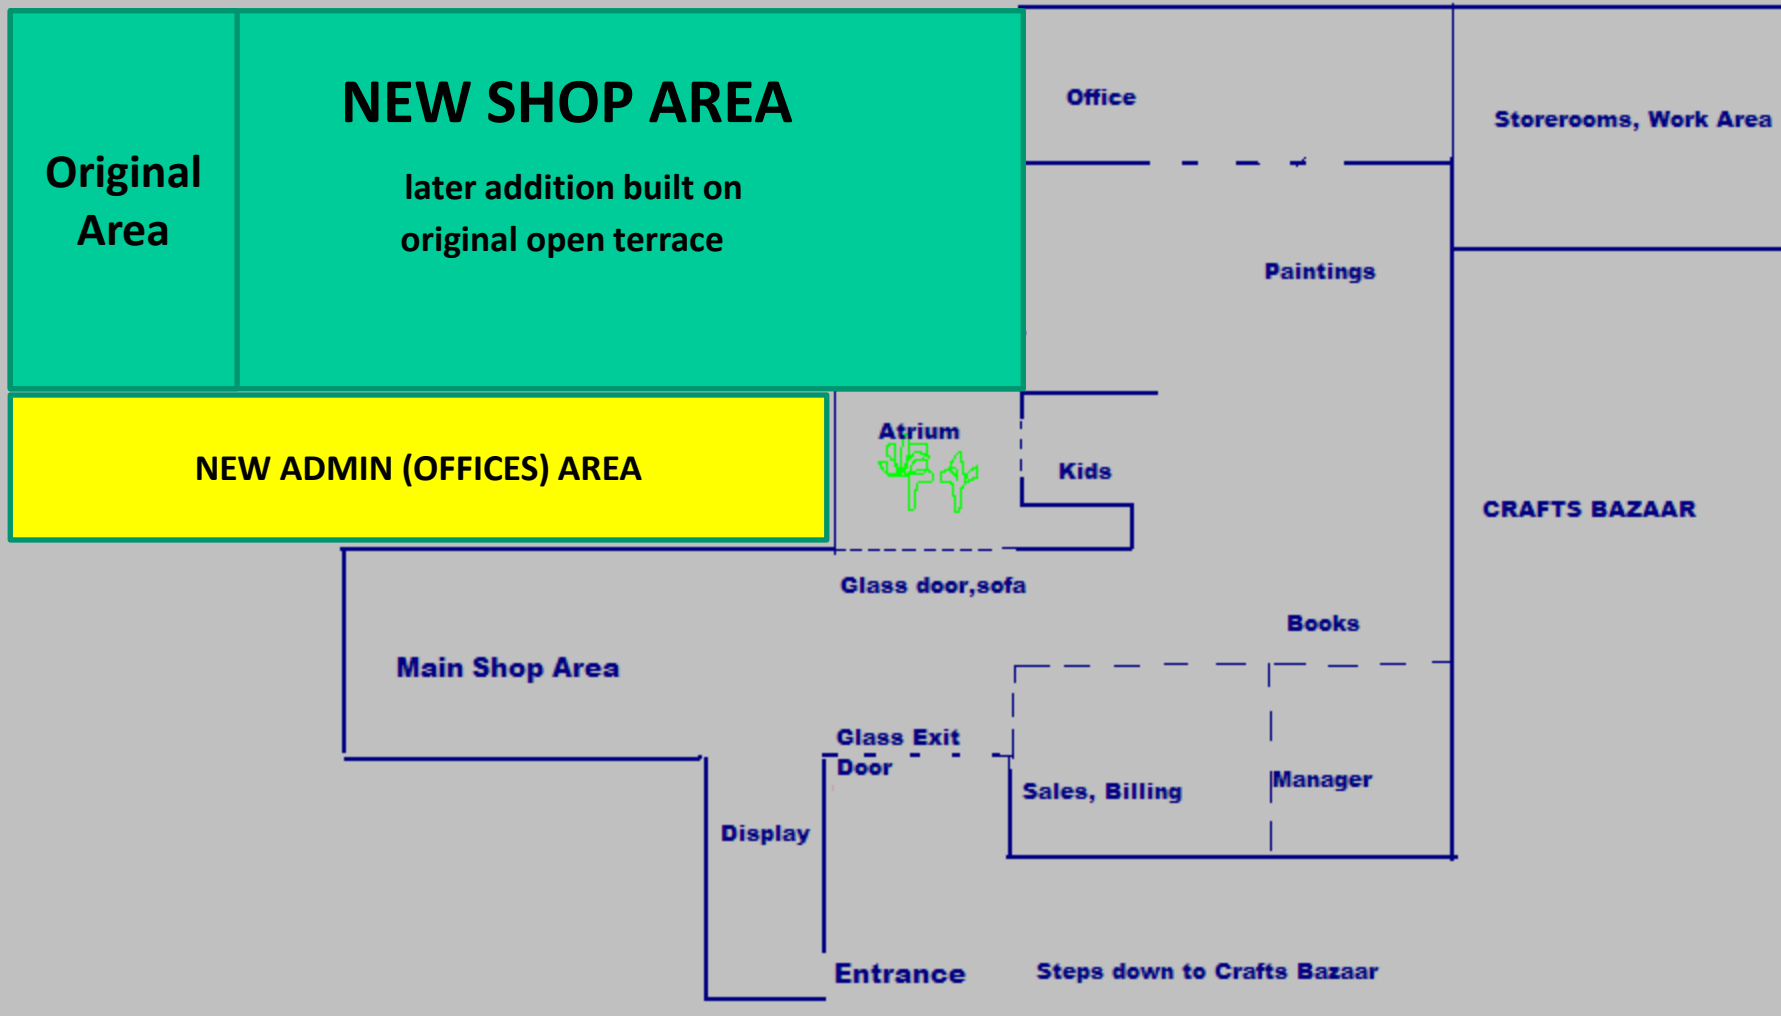 NEW SHOP AREA
later addition built on
original open terrace
Original
Area
Office
Storerooms, Work Area
Paintings
NEW ADMIN (OFFICES) AREA
Atrium
Kids
CRAFTS BAZAAR
Glass door,sofa
Books
Main Shop Area
Glass Exit
Door
Sales, Billing
Manager
Display
Entrance
Steps down to Crafts Bazaar